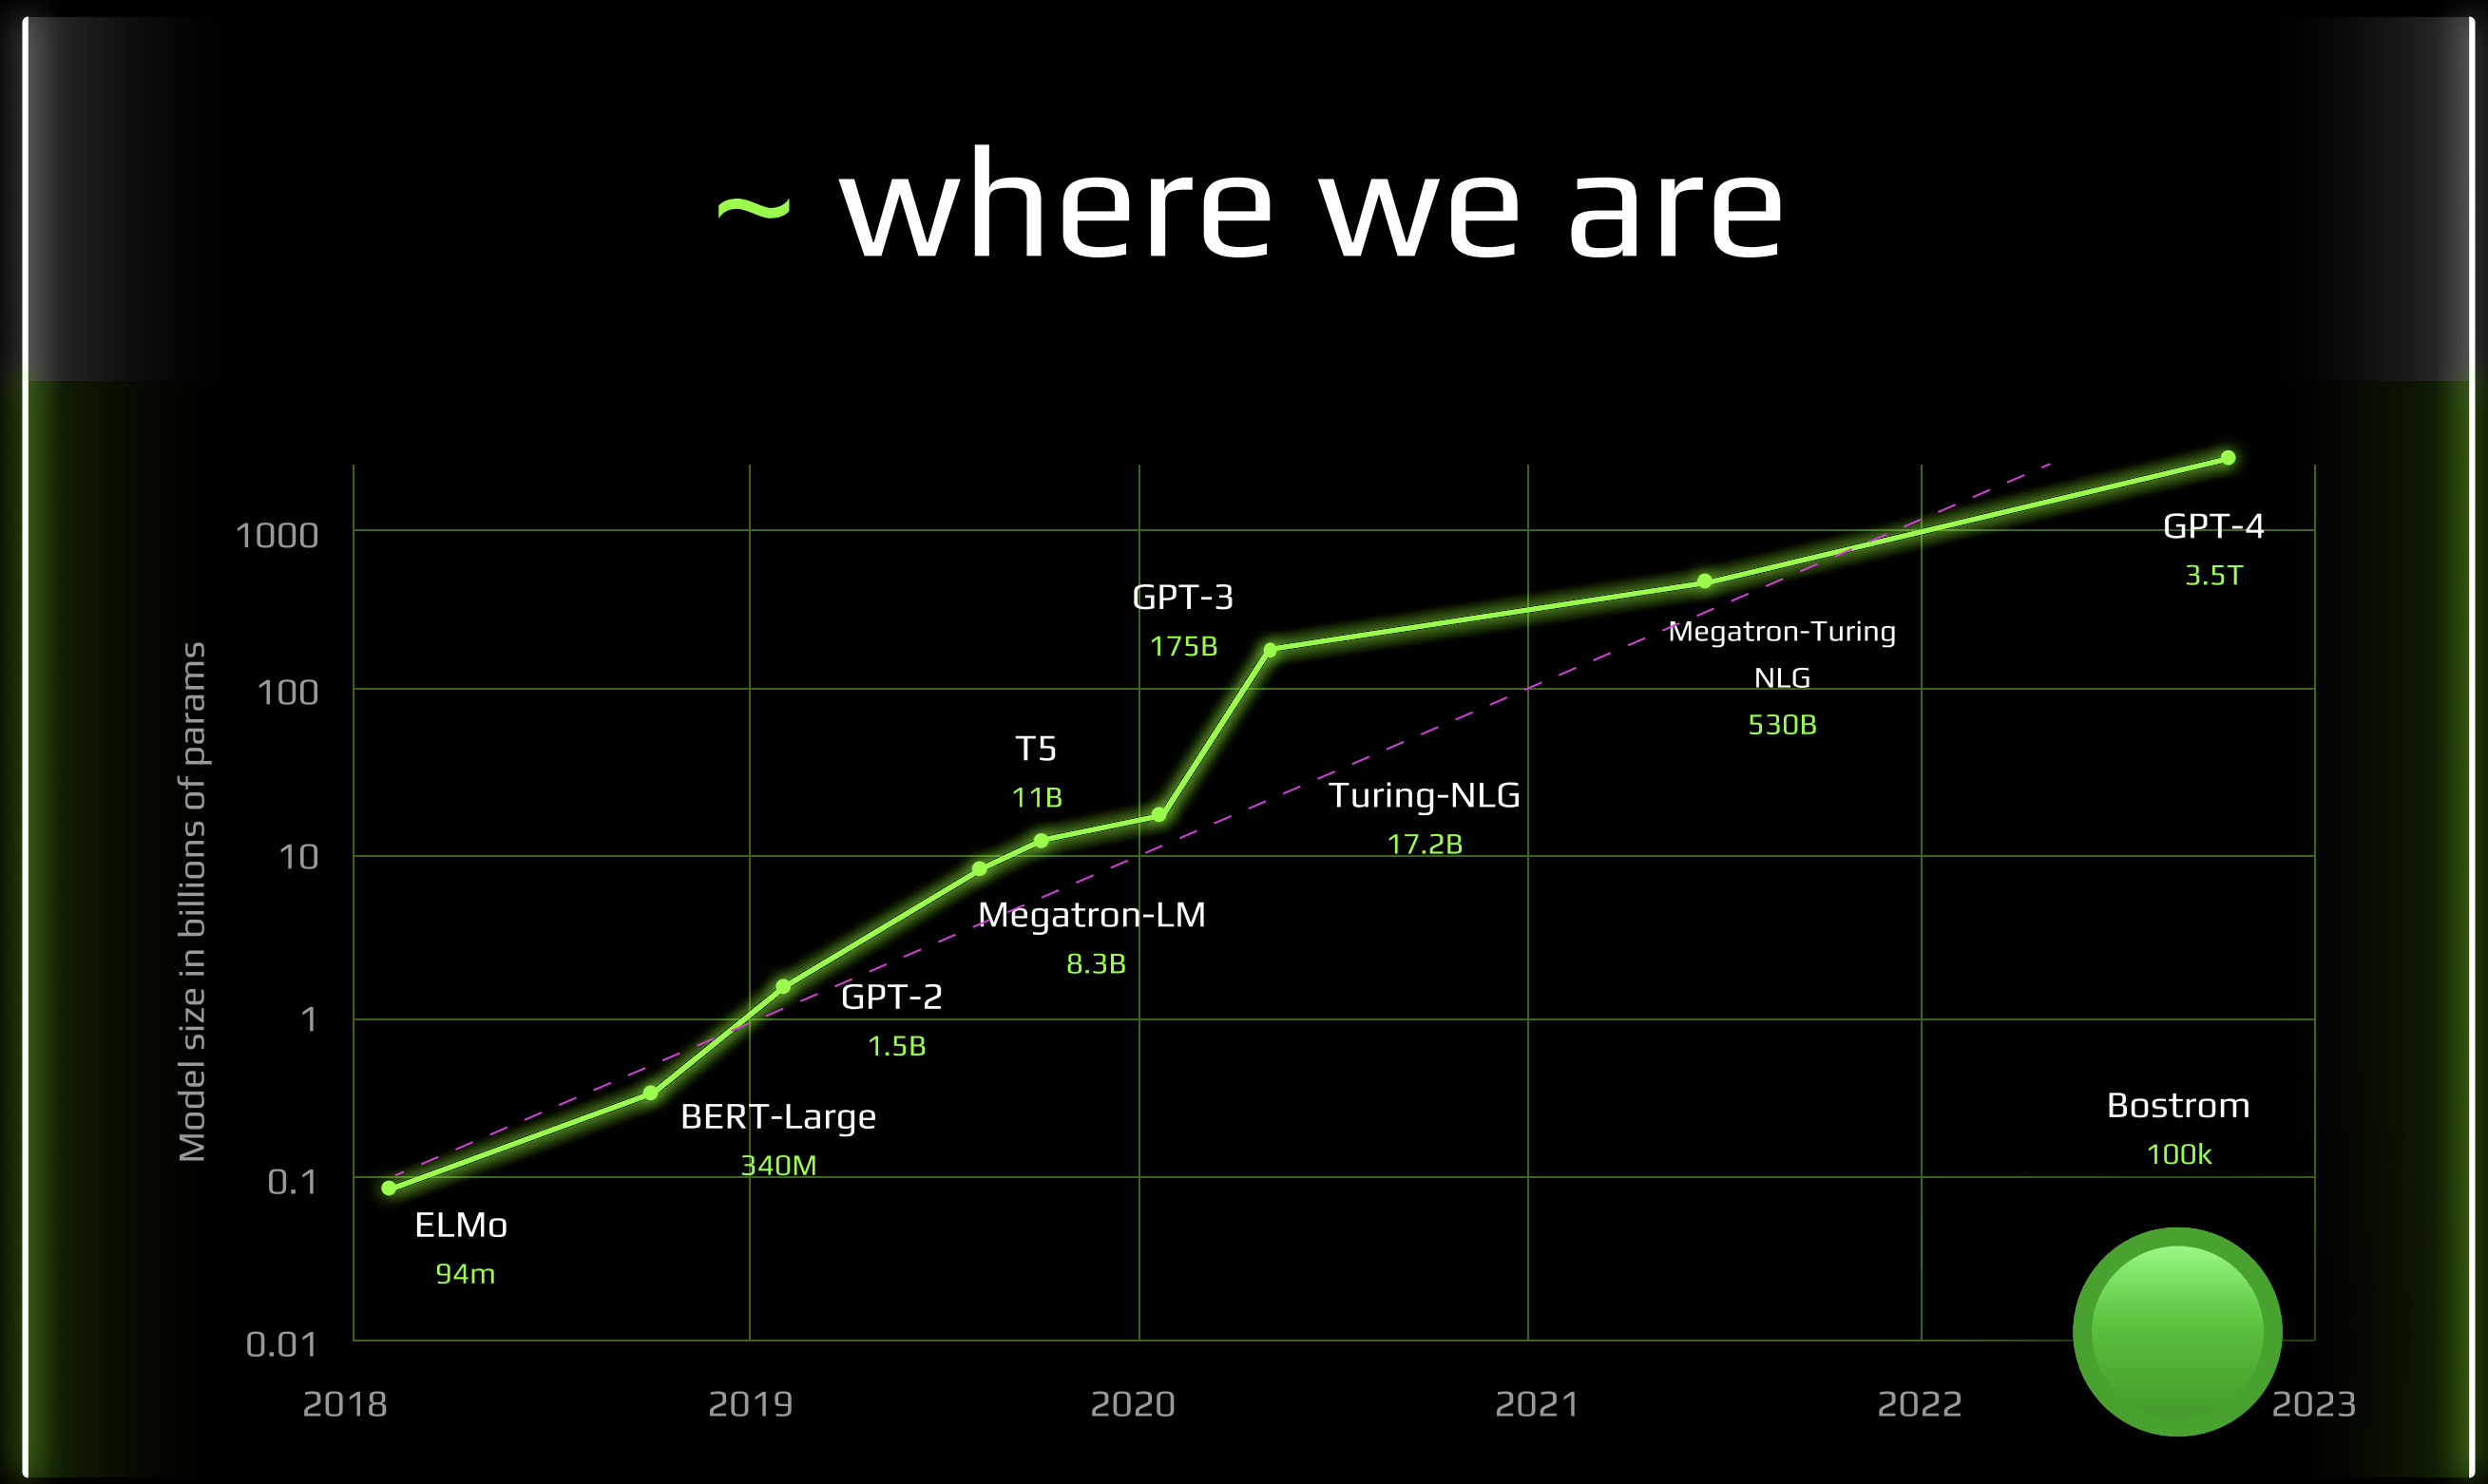 ~ where we are
Model size in billions of params
1000
100
10
1
0.1
0.01
2018
2019
2020
2021
2022
2023
ELMo
94m
BERT-Large
340M
GPT-2
1.5B
Megatron-LM
8.3B
T5
11B
Turing-NLG
17.2B
GPT-3
175B
Megatron-Turing
NLG
530B
GPT-4
3.5T
Bostrom
100k